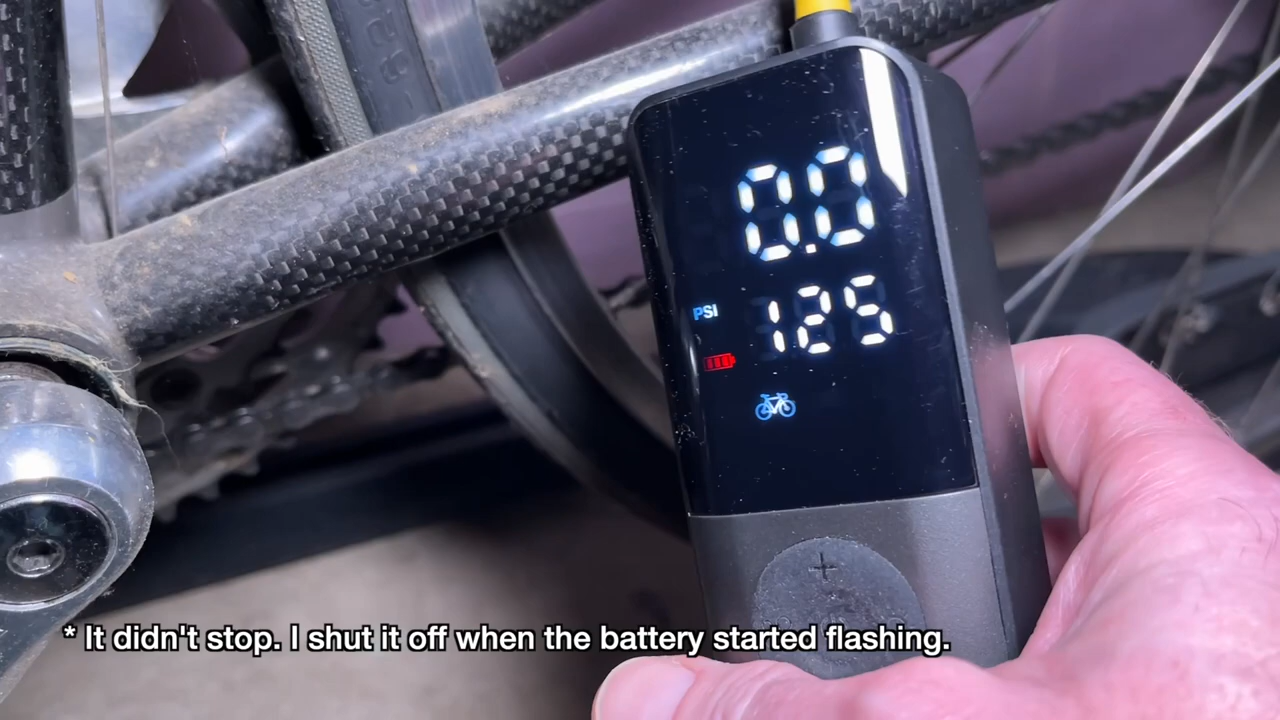 0.0
PSI
125
+
* It didn't stop. I shut it off when the battery started flashing.